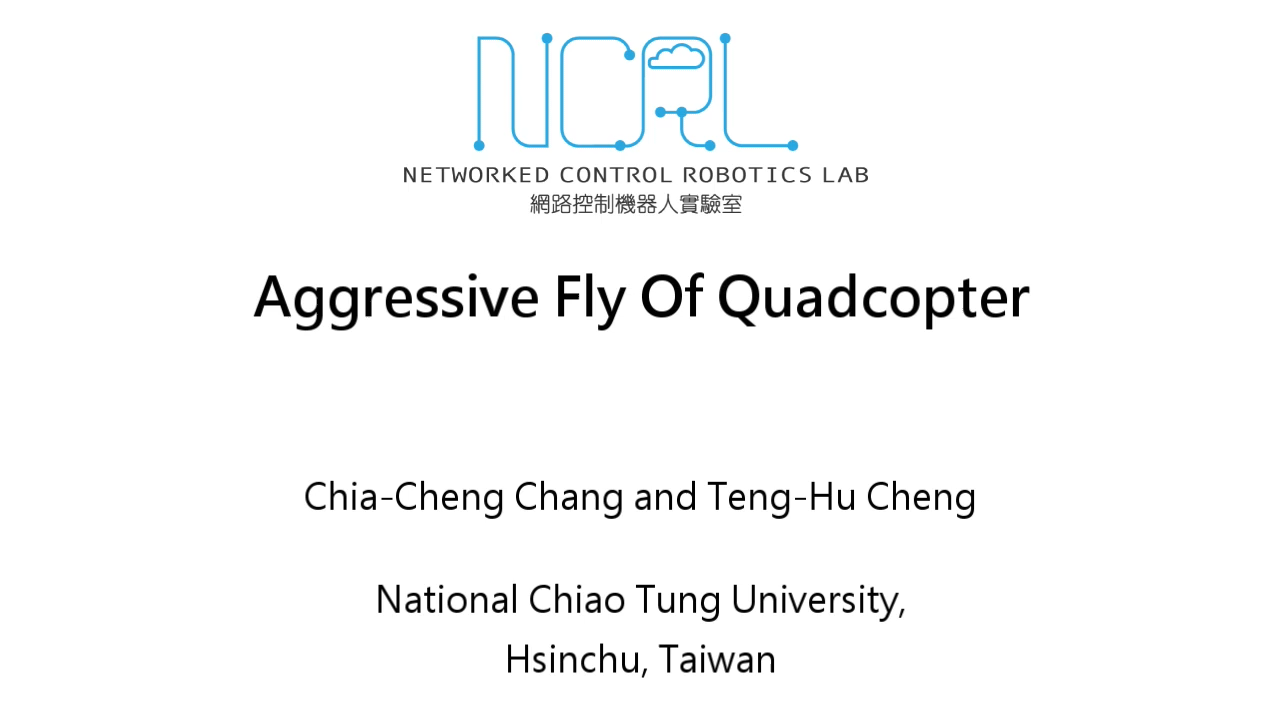 NCRL
NETWORKED CONTROL ROBOTICS LAB
網路控制機器人實驗室
Aggressive Fly Of Quadcopter
Chia-Cheng Chang and Teng-Hu Cheng
National Chiao Tung University,
Hsinchu, Taiwan